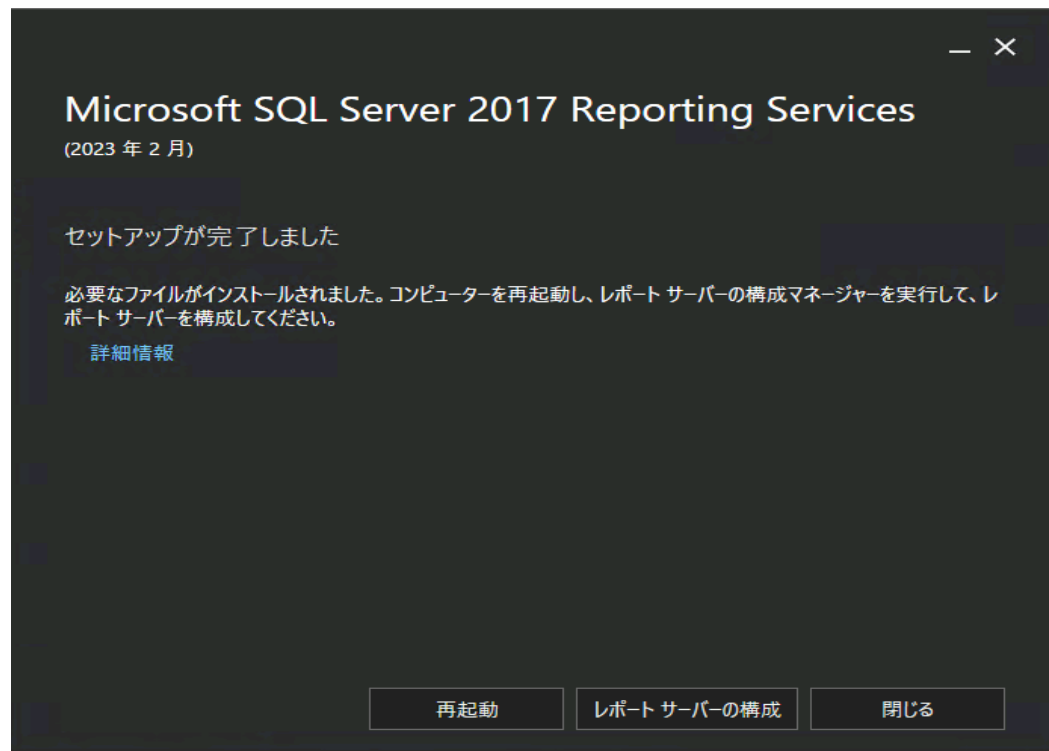 Microsoft SQL Server 2017 Reporting Services
(2023 年 2 月)
セットアップが完了しました
必要なファイルがインストールされました。コンピューターを再起動し、レポート サーバーの構成マネージャーを実行して、レ
ポート サーバーを構成してください。
詳細情報
再起動
レポート サーバーの構成
閉じる